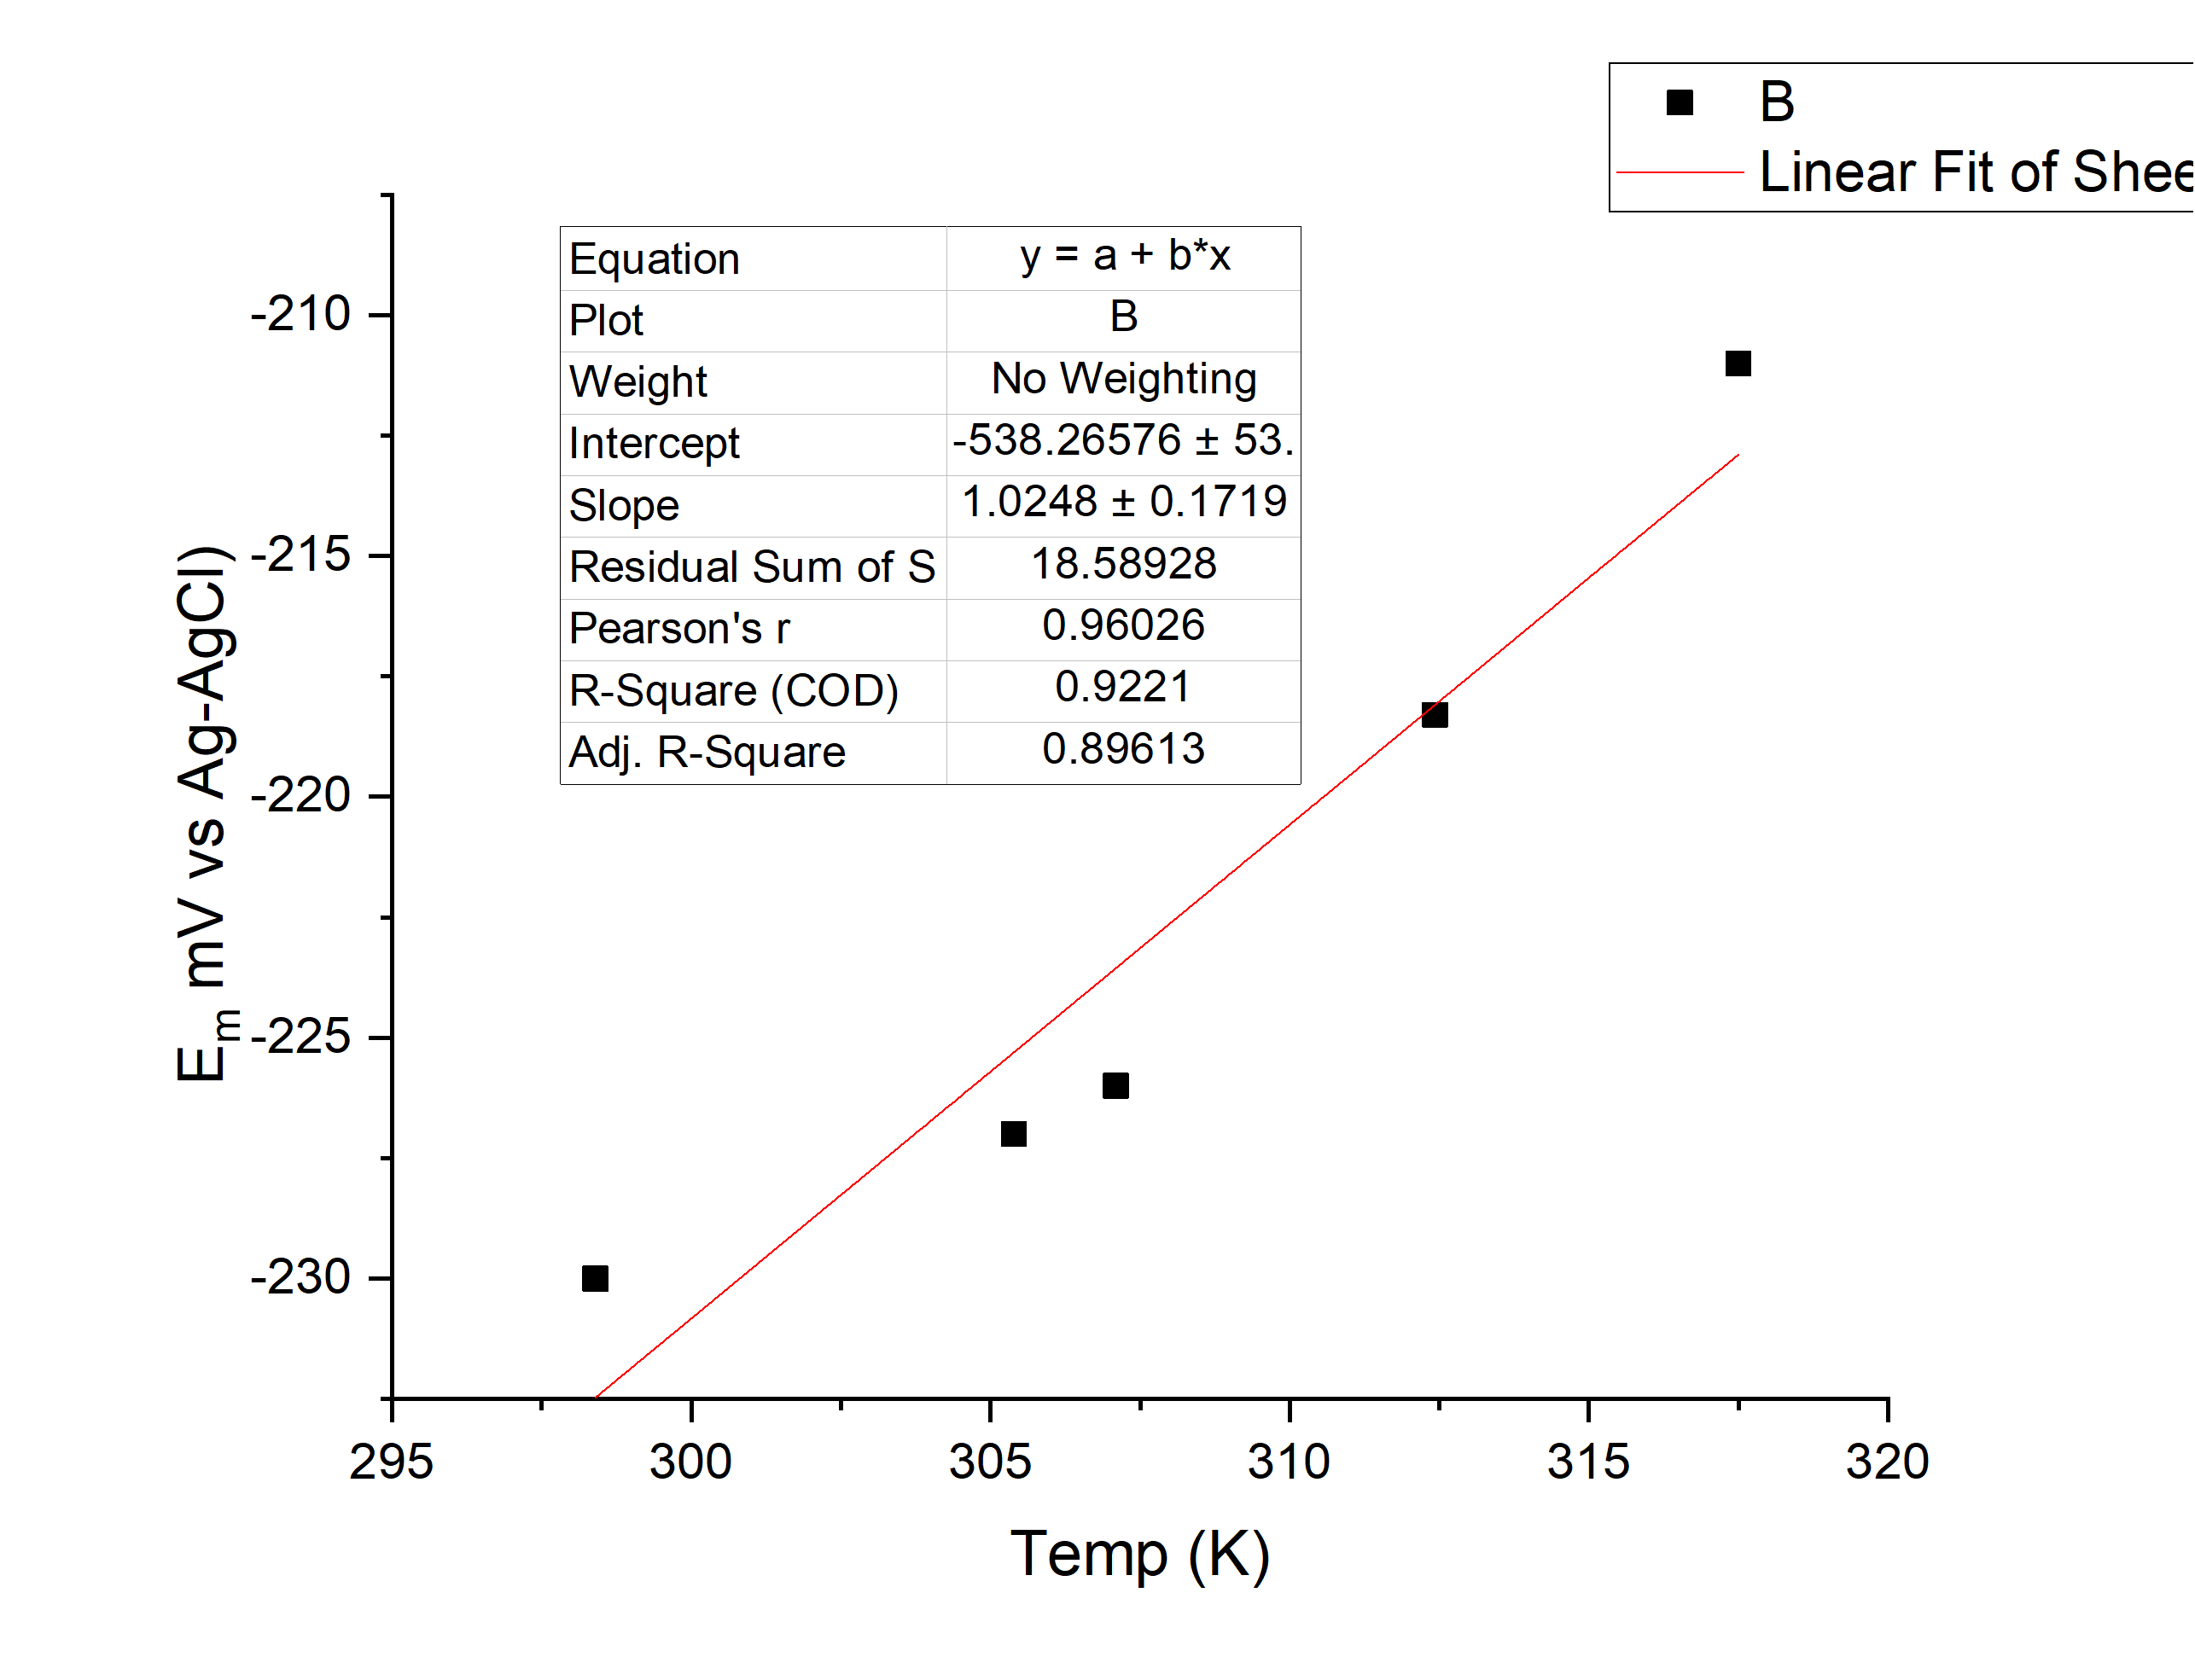 B
Linear Fit of Shee
Equation y = a + b*x
Plot B
Weight No Weighting
Intercept -538.26576 ± 53.
Slope 1.0248 ± 0.1719
Residual Sum of S 18.58928
Pearson's r 0.96026
R-Square (COD) 0.9221
Adj. R-Square 0.89613
-210
-215
-220
-225
-230
Em mV vs Ag-AgCl)
295 300 305 310 315 320
Temp (K)